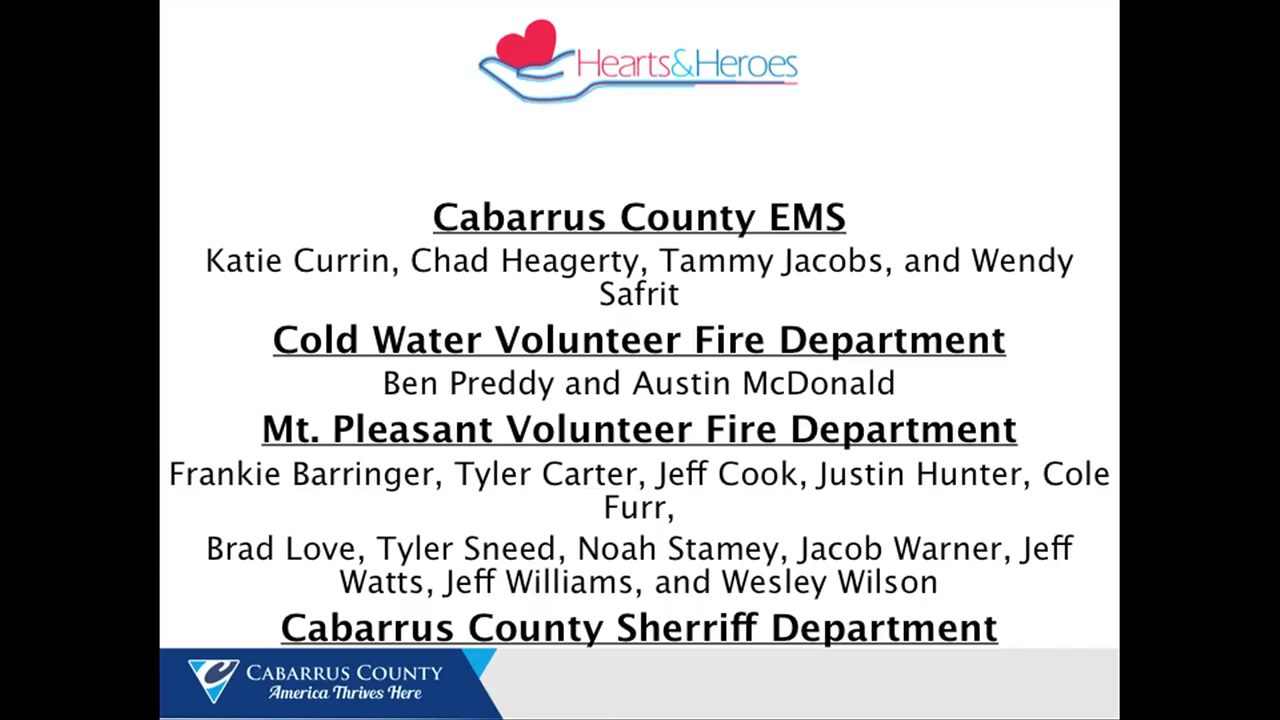 Hearts&Heroes
Cabarrus County EMS
Katie Currin, Chad Heagerty, Tammy Jacobs, and Wendy
Safrit
Cold Water Volunteer Fire Department
Ben Preddy and Austin McDonald
Mt. Pleasant Volunteer Fire Department
Frankie Barringer, Tyler Carter, Jeff Cook, Justin Hunter, Cole
Furr,
Brad Love, Tyler Sneed, Noah Stamey, Jacob Warner, Jeff
Watts, Jeff Williams, and Wesley Wilson
Cabarrus County Sherriff Department
CABARRUS COUNTY
America Thrives Here